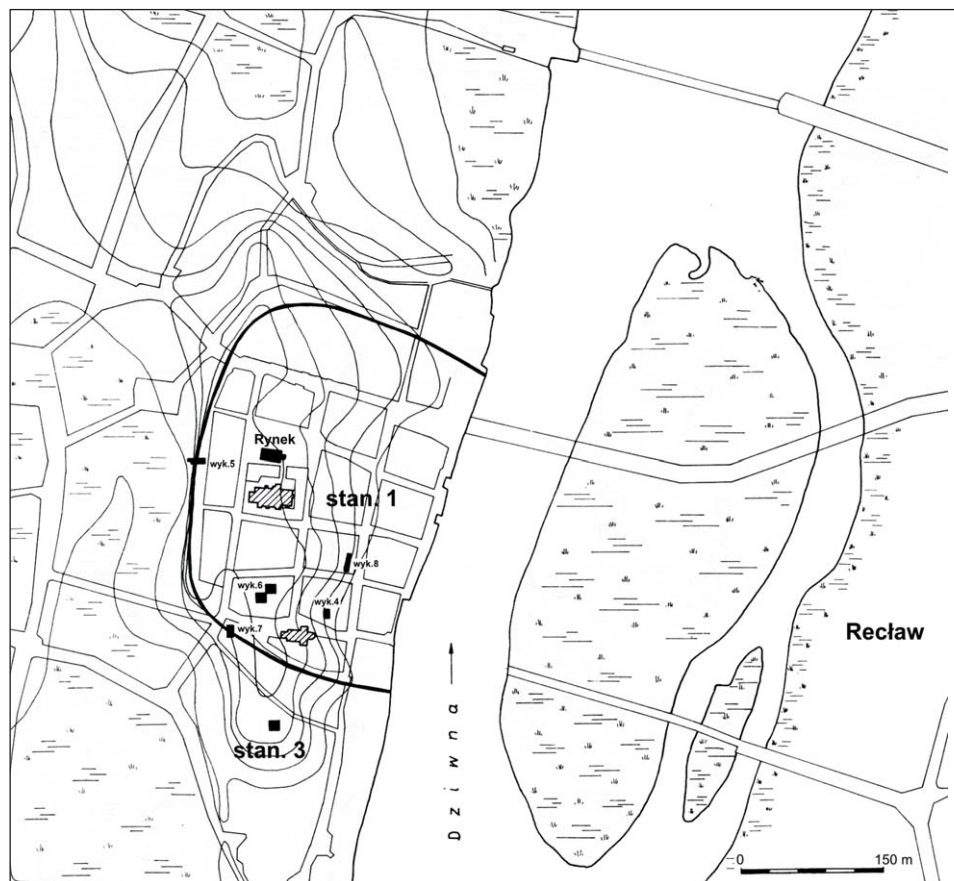 Rynek
wyk.5
stan. 1
wyk.8
wyk.6
wyk.4
wyk.7
Recław
stan. 3
Dziwna
0 150 m